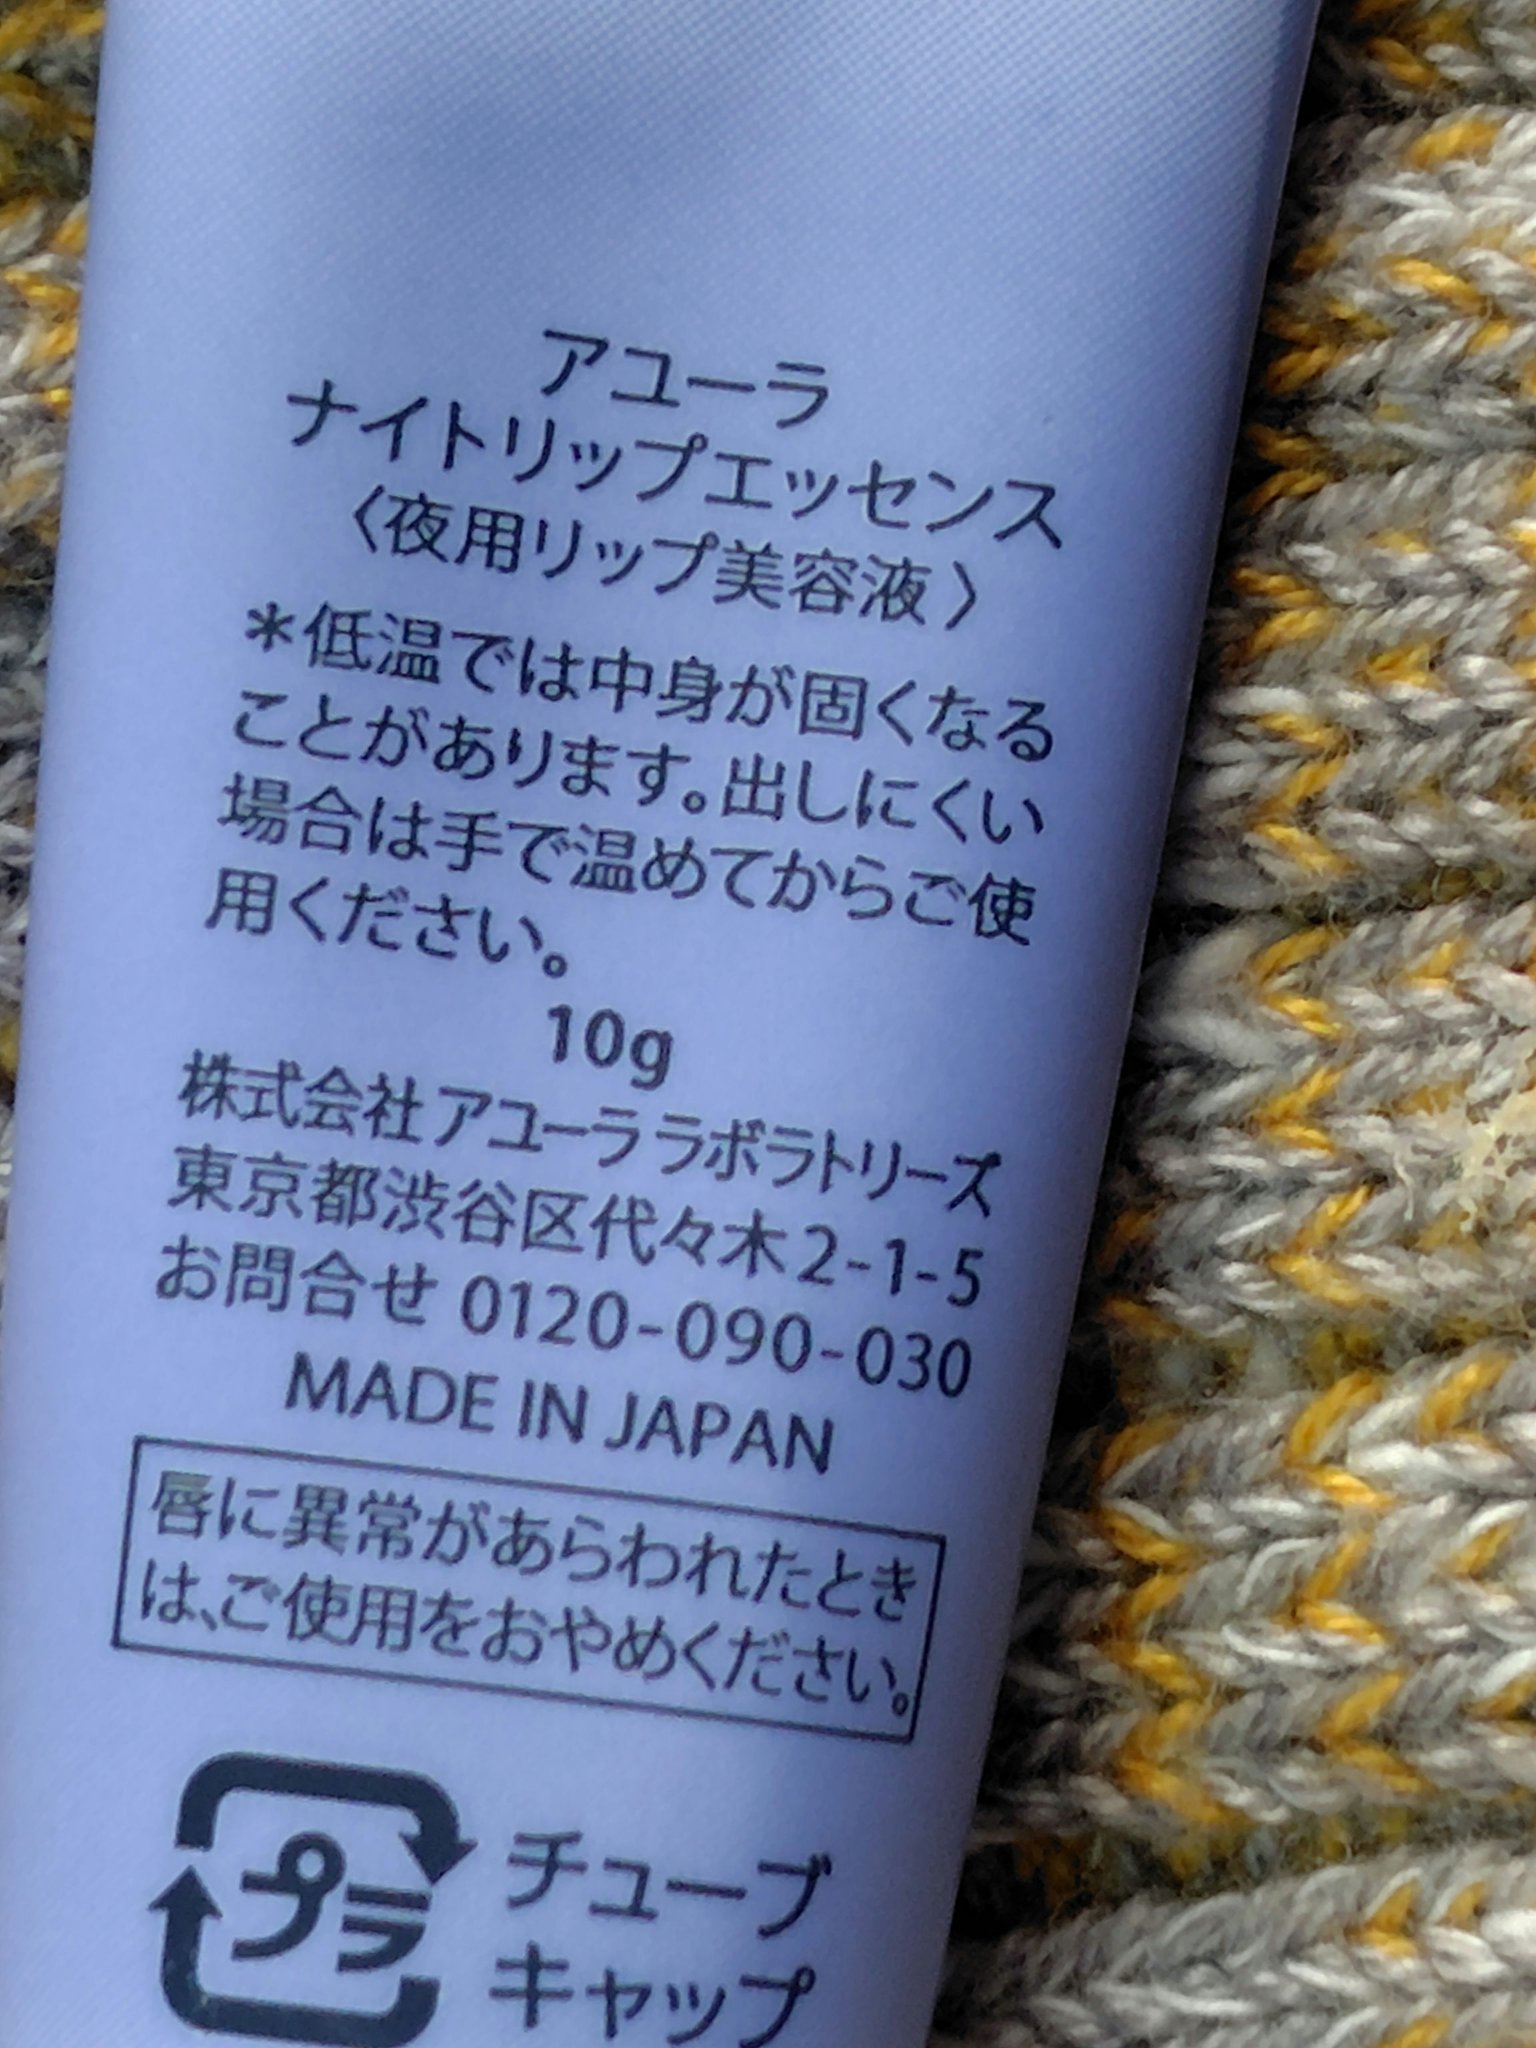 アユーラ
ナイトリップエッセンス
〈夜用リップ美容液〉
＊低温では中身が固くなる
ことがあります。出しにくい
場合は手で温めてからご使
用ください。
10g
株式会社アユーララボラトリーズ
東京都渋谷区代々木2-1-5
お問合せ 0120-090-030
MADE IN JAPAN
唇に異常があらわれたとき
は、ご使用をおやめください。
プラ
チューブ
キャップ